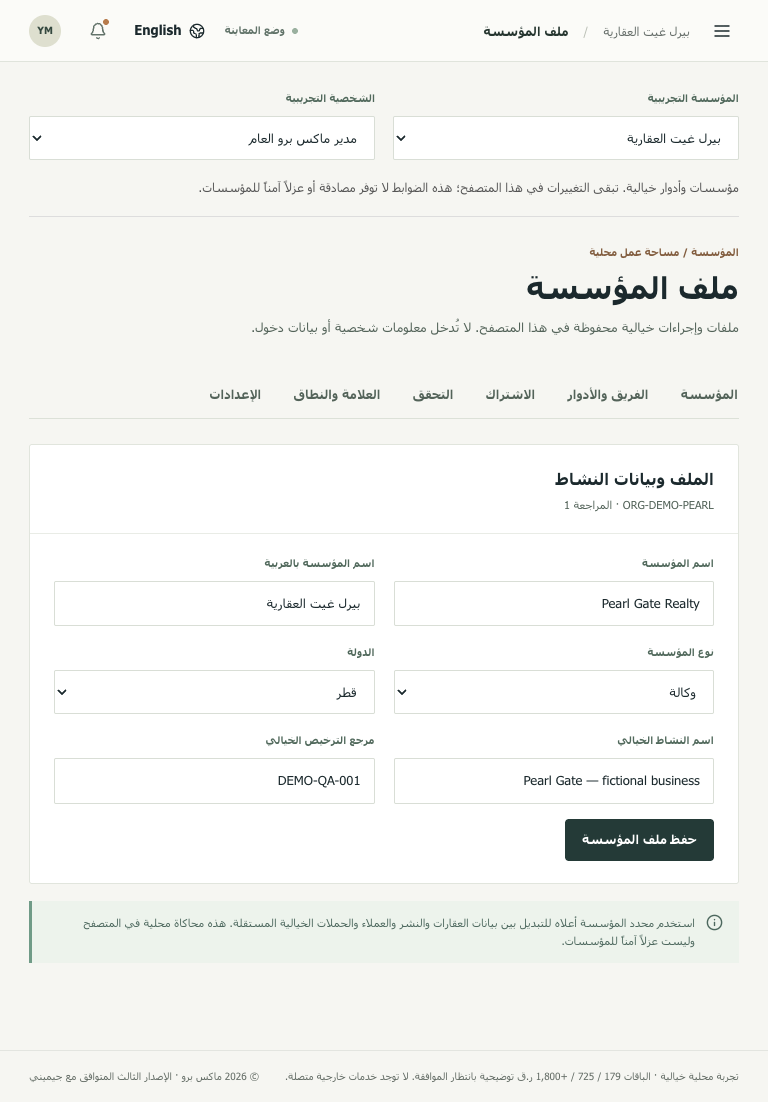 بيرل غيت العقارية / ملف المؤسسة
وضع المعاينة
English
YM
المؤسسة التجريبية
الشخصية التجريبية
بيرل غيت العقارية
مدير ماكس برو العام
مؤسسات وأدوار خيالية. تبقى التغييرات في هذا المتصفح؛ هذه الضوابط لا توفر مصادقة أو عزلاً آمناً للمؤسسات.
المؤسسة / مساحة عمل محلية
ملف المؤسسة
ملفات وإجراءات خيالية محفوظة في هذا المتصفح. لا تُدخل معلومات شخصية أو بيانات دخول.
المؤسسة
الفريق والأدوار
الاشتراك
التحقق
العلامة والنطاق
الإعدادات
الملف وبيانات النشاط
ORG-DEMO-PEARL · المراجعة 1
اسم المؤسسة
اسم المؤسسة بالعربية
Pearl Gate Realty
بيرل غيت العقارية
نوع المؤسسة
الدولة
وكالة
قطر
اسم النشاط الخيالي
مرجع الترخيص الخيالي
Pearl Gate — fictional business
DEMO-QA-001
حفظ ملف المؤسسة
استخدم محدد المؤسسة أعلاه للتبديل بين بيانات العقارات والنشر والعملاء والحملات الخيالية المستقلة. هذه محاكاة محلية في المتصفح
وليست عزلاً آمناً للمؤسسات.
تجربة محلية خيالية · الباقات 179 / 725 / +1,800 ر.ق توضيحية بانتظار الموافقة. لا توجد خدمات خارجية متصلة.
© 2026 ماكس برو · الإصدار الثالث المتوافق مع جيميني